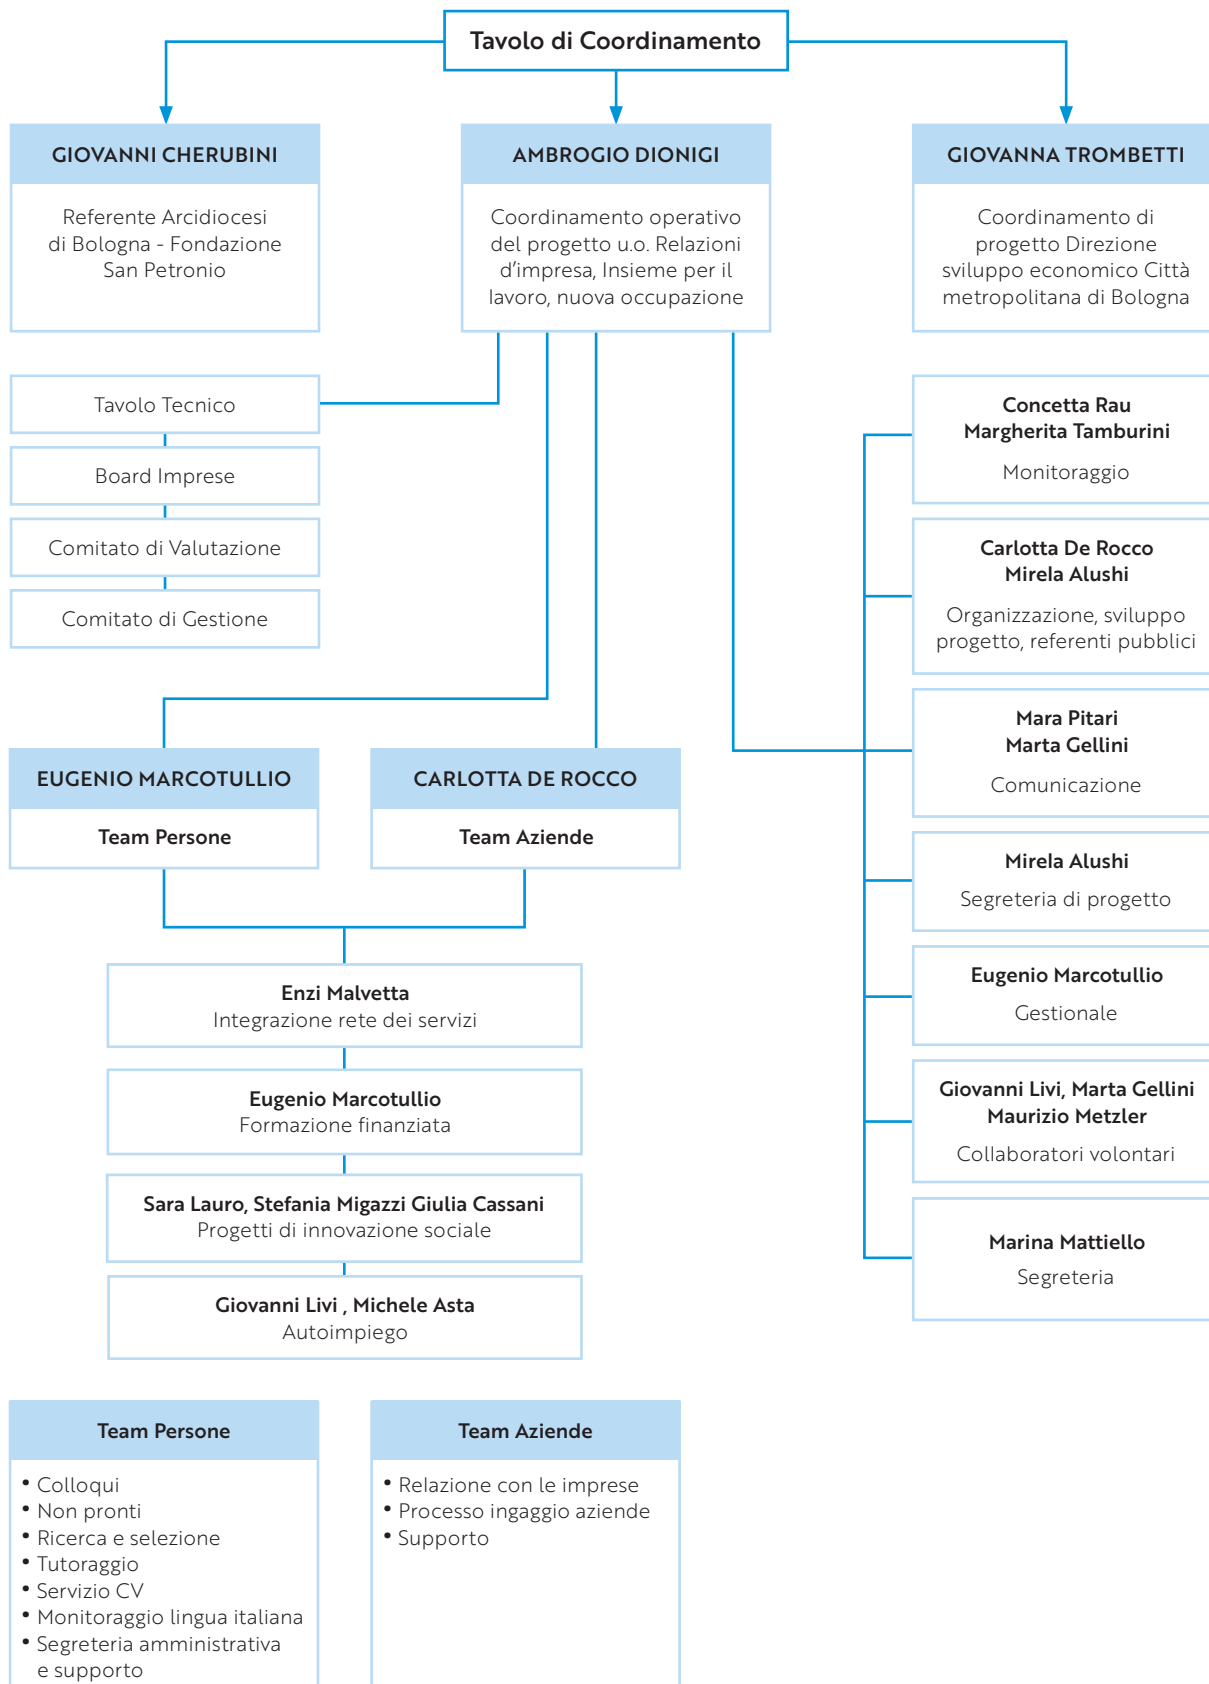 Tavolo di Coordinamento
GIOVANNI CHERUBINI
Referente Arcidiocesi
di Bologna - Fondazione
San Petronio
AMBROGIO DIONIGI
Coordinamento operativo
del progetto u.o. Relazioni
d’impresa, Insieme per il
lavoro, nuova occupazione
GIOVANNA TROMBETTI
Coordinamento di
progetto Direzione
sviluppo economico Città
metropolitana di Bologna
Tavolo Tecnico
Board Imprese
Comitato di Valutazione
Comitato di Gestione
Concetta Rau
Margherita Tamburini
Monitoraggio
Carlotta De Rocco
Mirela Alushi
Organizzazione, sviluppo
progetto, referenti pubblici
Mara Pitari
Marta Gellini
Comunicazione
Mirela Alushi
Segreteria di progetto
Eugenio Marcotullio
Gestionale
Giovanni Livi, Marta Gellini
Maurizio Metzler
Collaboratori volontari
Marina Mattiello
Segreteria
EUGENIO MARCOTULLIO
Team Persone
CARLOTTA DE ROCCO
Team Aziende
Enzi Malvetta
Integrazione rete dei servizi
Eugenio Marcotullio
Formazione finanziata
Sara Lauro, Stefania Migazzi Giulia Cassani
Progetti di innovazione sociale
Giovanni Livi , Michele Asta
Autoimpiego
Team Persone
• Colloqui
• Non pronti
• Ricerca e selezione
• Tutoraggio
• Servizio CV
• Monitoraggio lingua italiana
• Segreteria amministrativa
e supporto
Team Aziende
• Relazione con le imprese
• Processo ingaggio aziende
• Supporto